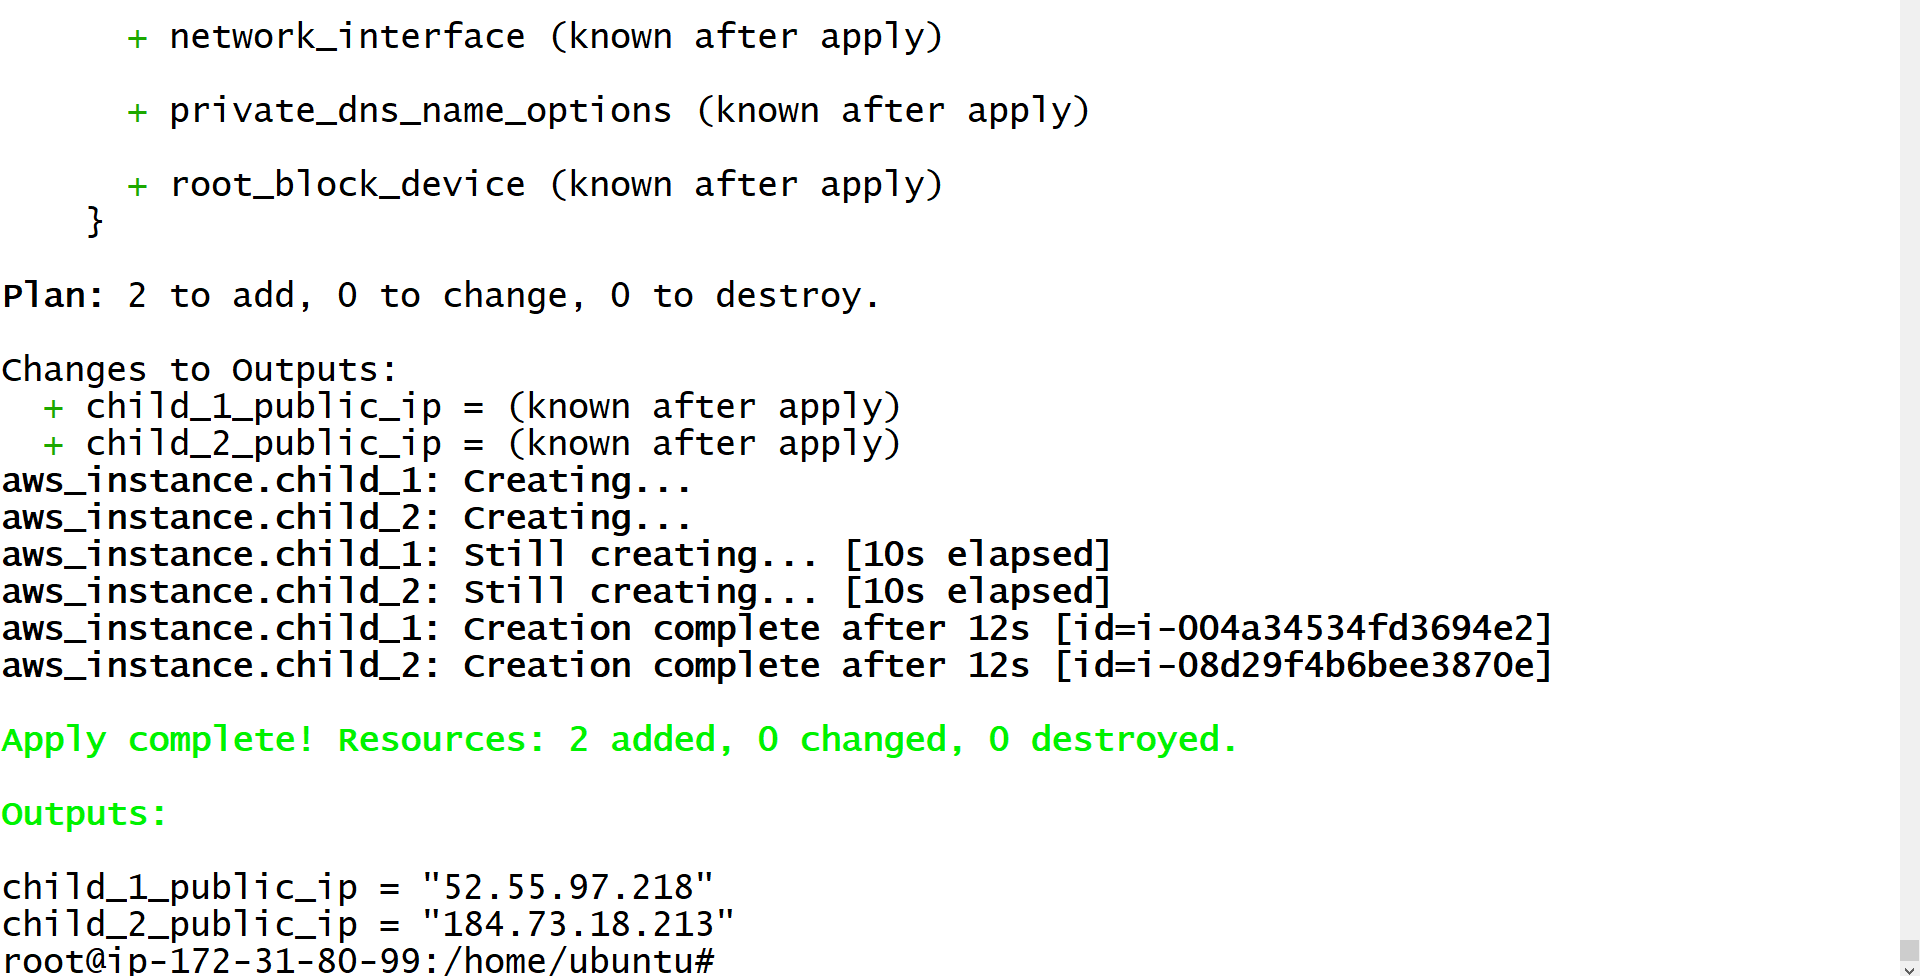 + network_interface (known after apply)
+ private_dns_name_options (known after apply)
+ root_block_device (known after apply)
}
Plan: 2 to add, 0 to change, 0 to destroy.
Changes to Outputs:
+ child_1_public_ip = (known after apply)
+ child_2_public_ip = (known after apply)
aws_instance.child_1: Creating...
aws_instance.child_2: Creating...
aws_instance.child_1: Still creating... [10s elapsed]
aws_instance.child_2: Still creating... [10s elapsed]
aws_instance.child_1: Creation complete after 12s [id=i-004a34534fd3694e2]
aws_instance.child_2: Creation complete after 12s [id=i-08d29f4b6bee3870e]
Apply complete! Resources: 2 added, 0 changed, 0 destroyed.
Outputs:
child_1_public_ip = "52.55.97.218"
child_2_public_ip = "184.73.18.213"
root@ip-172-31-80-99:/home/ubuntu#